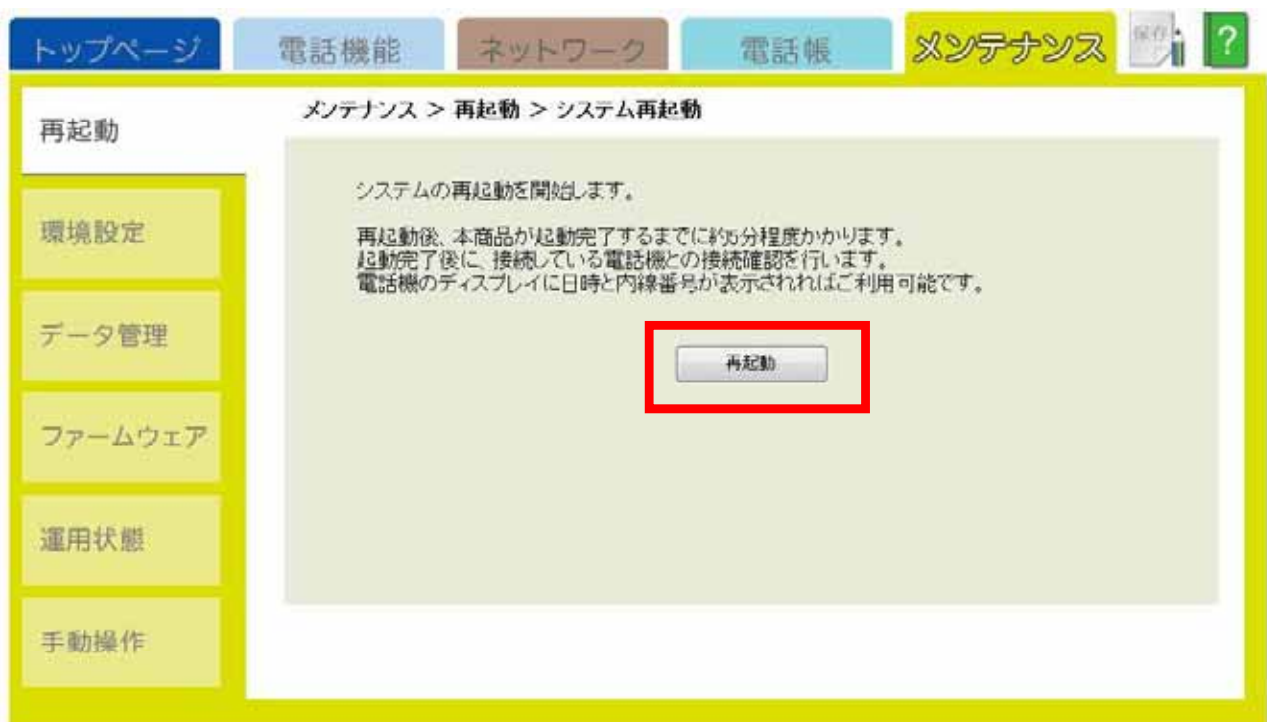 トップページ 電話機能 ネットワーク 電話帳 メンテナンス 保存 ?
メンテナンス > 再起動 > システム再起動
再起動
環境設定
データ管理
ファームウェア
運用状態
手動操作
システムの再起動を開始します。
再起動後、本商品が起動完了するまでに約5分程度かかります。
起動完了後に、接続している電話機との接続確認を行います。
電話機のディスプレイに日時と内線番号が表示されればご利用可能です。
再起動